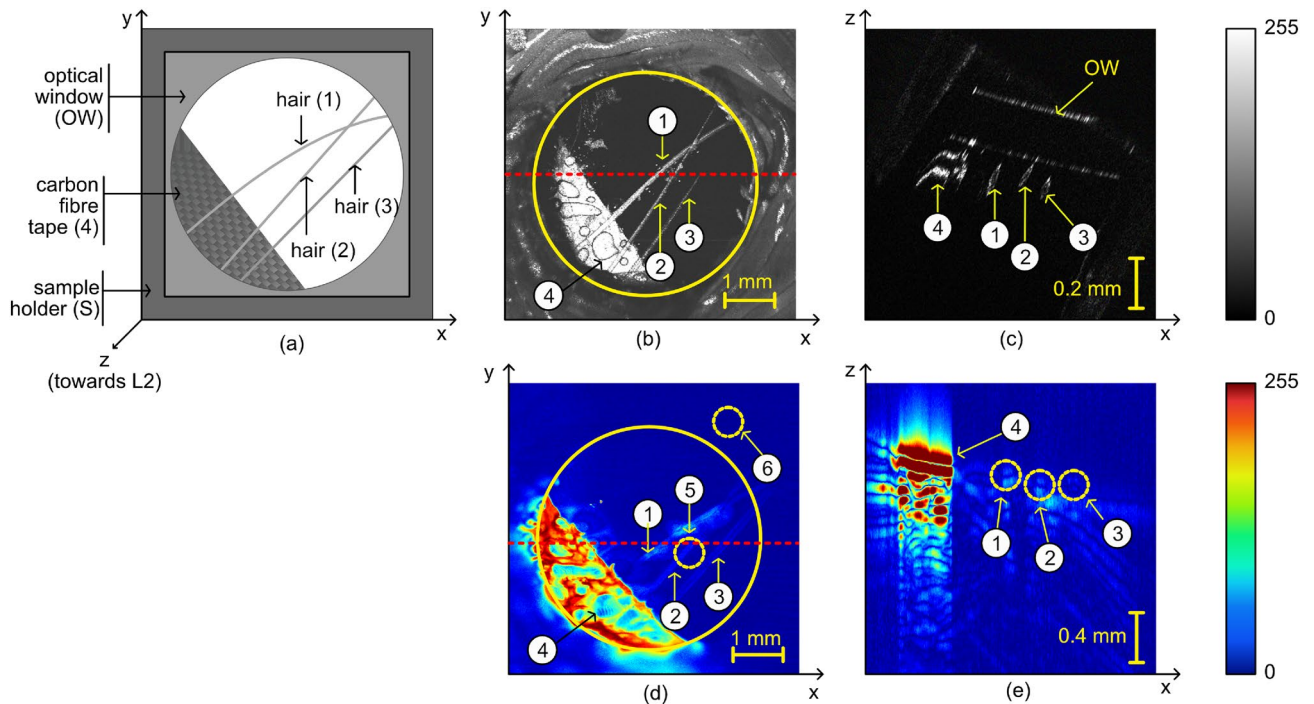 y
optical
window
(OW)
carbon
fibre
tape (4)
sample
holder (S)
hair (1)
hair (3)
hair (2)
x
z
(towards L2)
(a)
y
1
2
3
4
1 mm
x
(b)
z
OW
4
1
2
3
0.2 mm
x
(c)
255
0
y
6
5
1
3
2
4
1 mm
x
(d)
z
4
1
2
3
0.4 mm
x
(e)
255
0